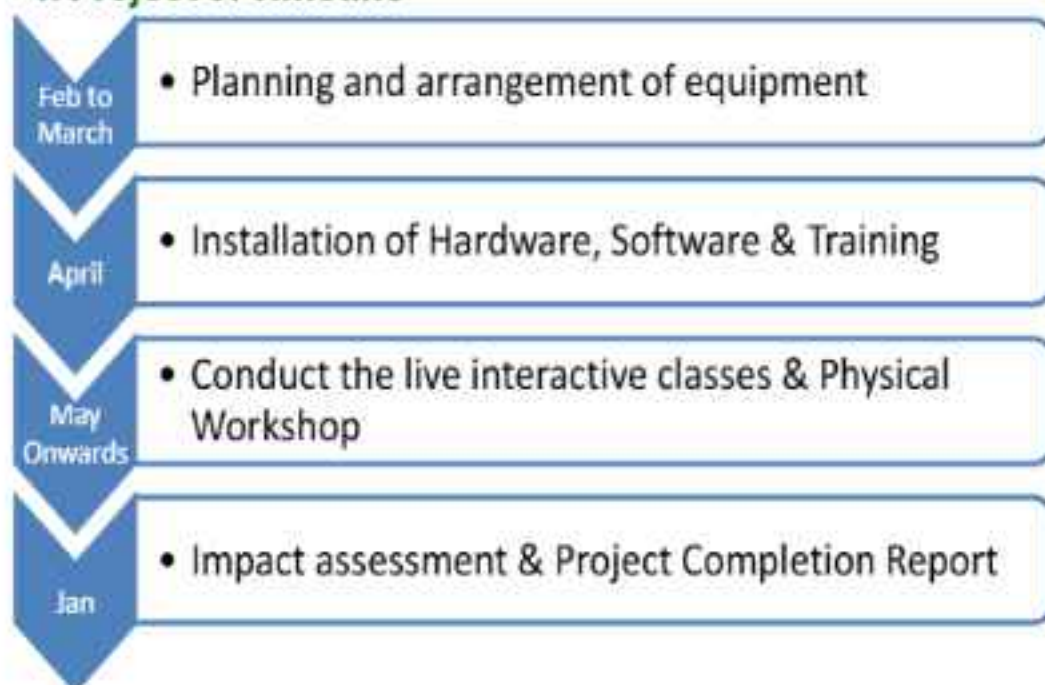 Feb to
March
• Planning and arrangement of equipment
April
• Installation of Hardware, Software & Training
May
Onwards
• Conduct the live interactive classes & Physical
Workshop
Jan
• Impact assessment & Project Completion Report